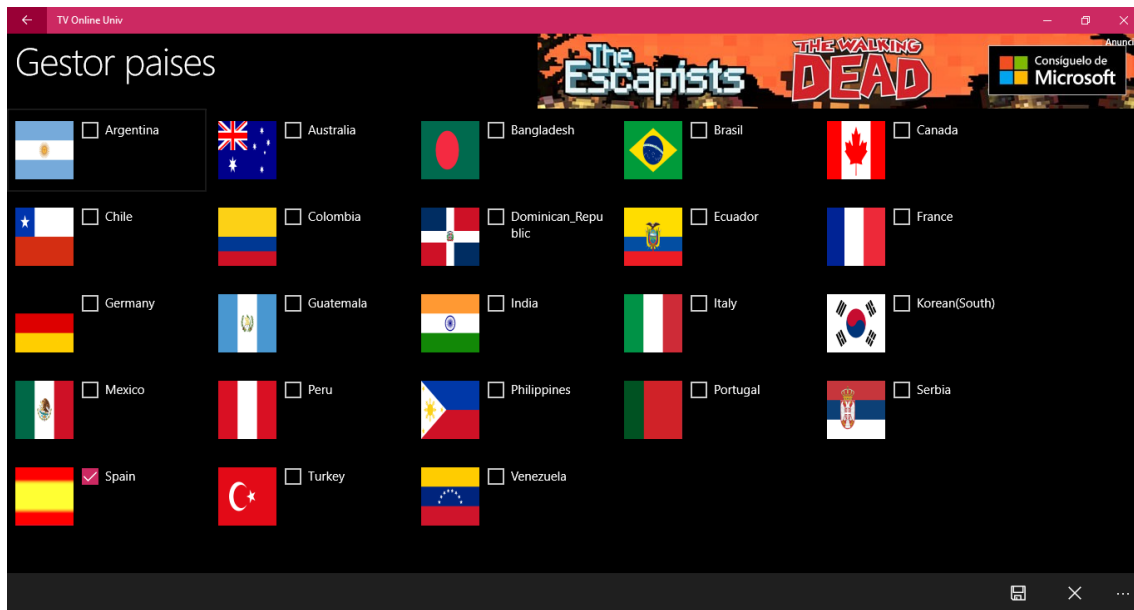 TV Online Univ
Gestor paises
The Escapists
THE WALKING
DEAD
Anunci
Consíguelo de
Microsoft
Argentina
Australia
Bangladesh
Brasil
Canada
Chile
Colombia
Dominican_Repu
blic
Ecuador
France
Germany
Guatemala
India
Italy
Korean(South)
Mexico
Peru
Philippines
Portugal
Serbia
Spain
Turkey
Venezuela